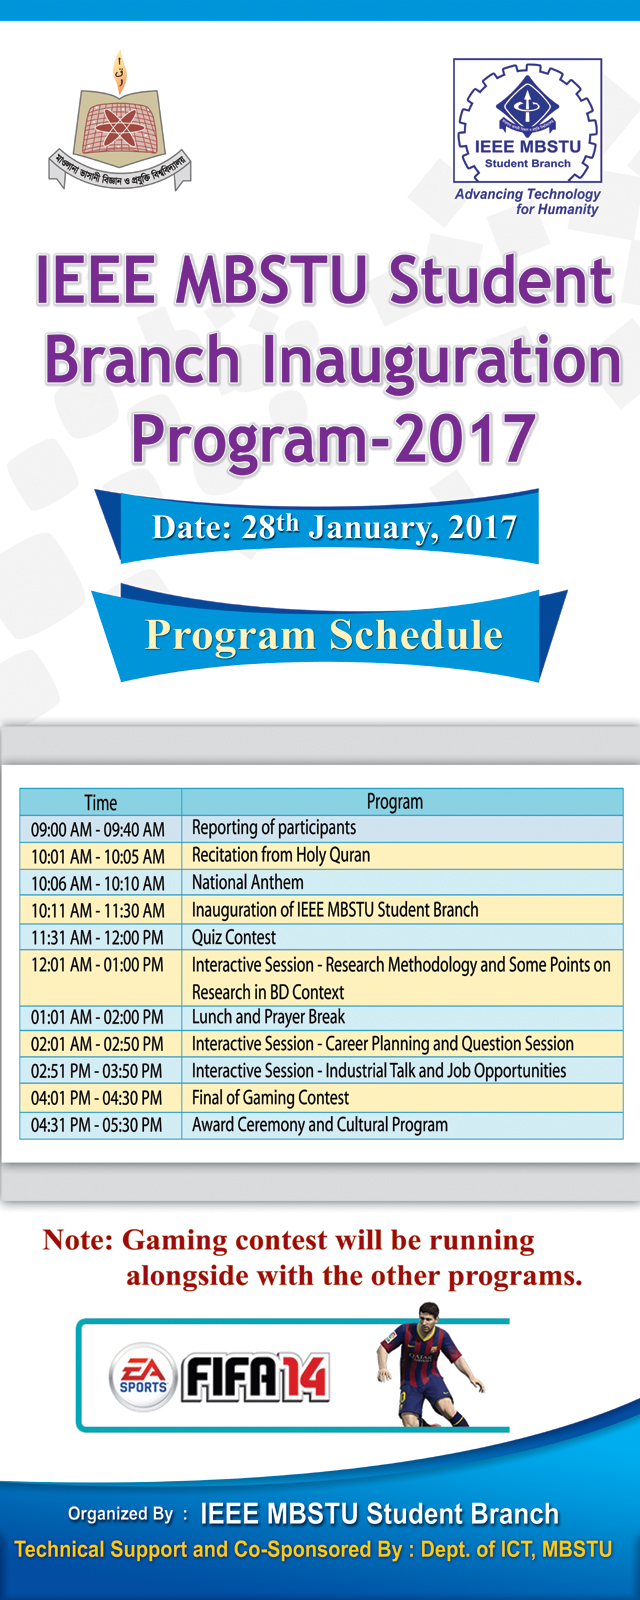 মাওলানা ভাসানী বিজ্ঞান ও প্রযুক্তি বিশ্ববিদ্যালয়
IEEE MBSTU
Student Branch
Advancing Technology
for Humanity
IEEE MBSTU Student
Branch Inauguration
Program-2017
Date: 28th January, 2017
Program Schedule
Time Program
09:00 AM - 09:40 AM Reporting of participants
10:01 AM - 10:05 AM Recitation from Holy Quran
10:06 AM - 10:10 AM National Anthem
10:11 AM - 11:30 AM Inauguration of IEEE MBSTU Student Branch
11:31 AM - 12:00 PM Quiz Contest
12:01 AM - 01:00 PM Interactive Session - Research Methodology and Some Points on
Research in BD Context
01:01 AM - 02:00 PM Lunch and Prayer Break
02:01 AM - 02:50 PM Interactive Session - Career Planning and Question Session
02:51 PM - 03:50 PM Interactive Session - Industrial Talk and Job Opportunities
04:01 PM - 04:30 PM Final of Gaming Contest
04:31 PM - 05:30 PM Award Ceremony and Cultural Program
Note: Gaming contest will be running
alongside with the other programs.
EA
SPORTS
FIFA 14
Organized By : IEEE MBSTU Student Branch
Technical Support and Co-Sponsored By : Dept. of ICT, MBSTU